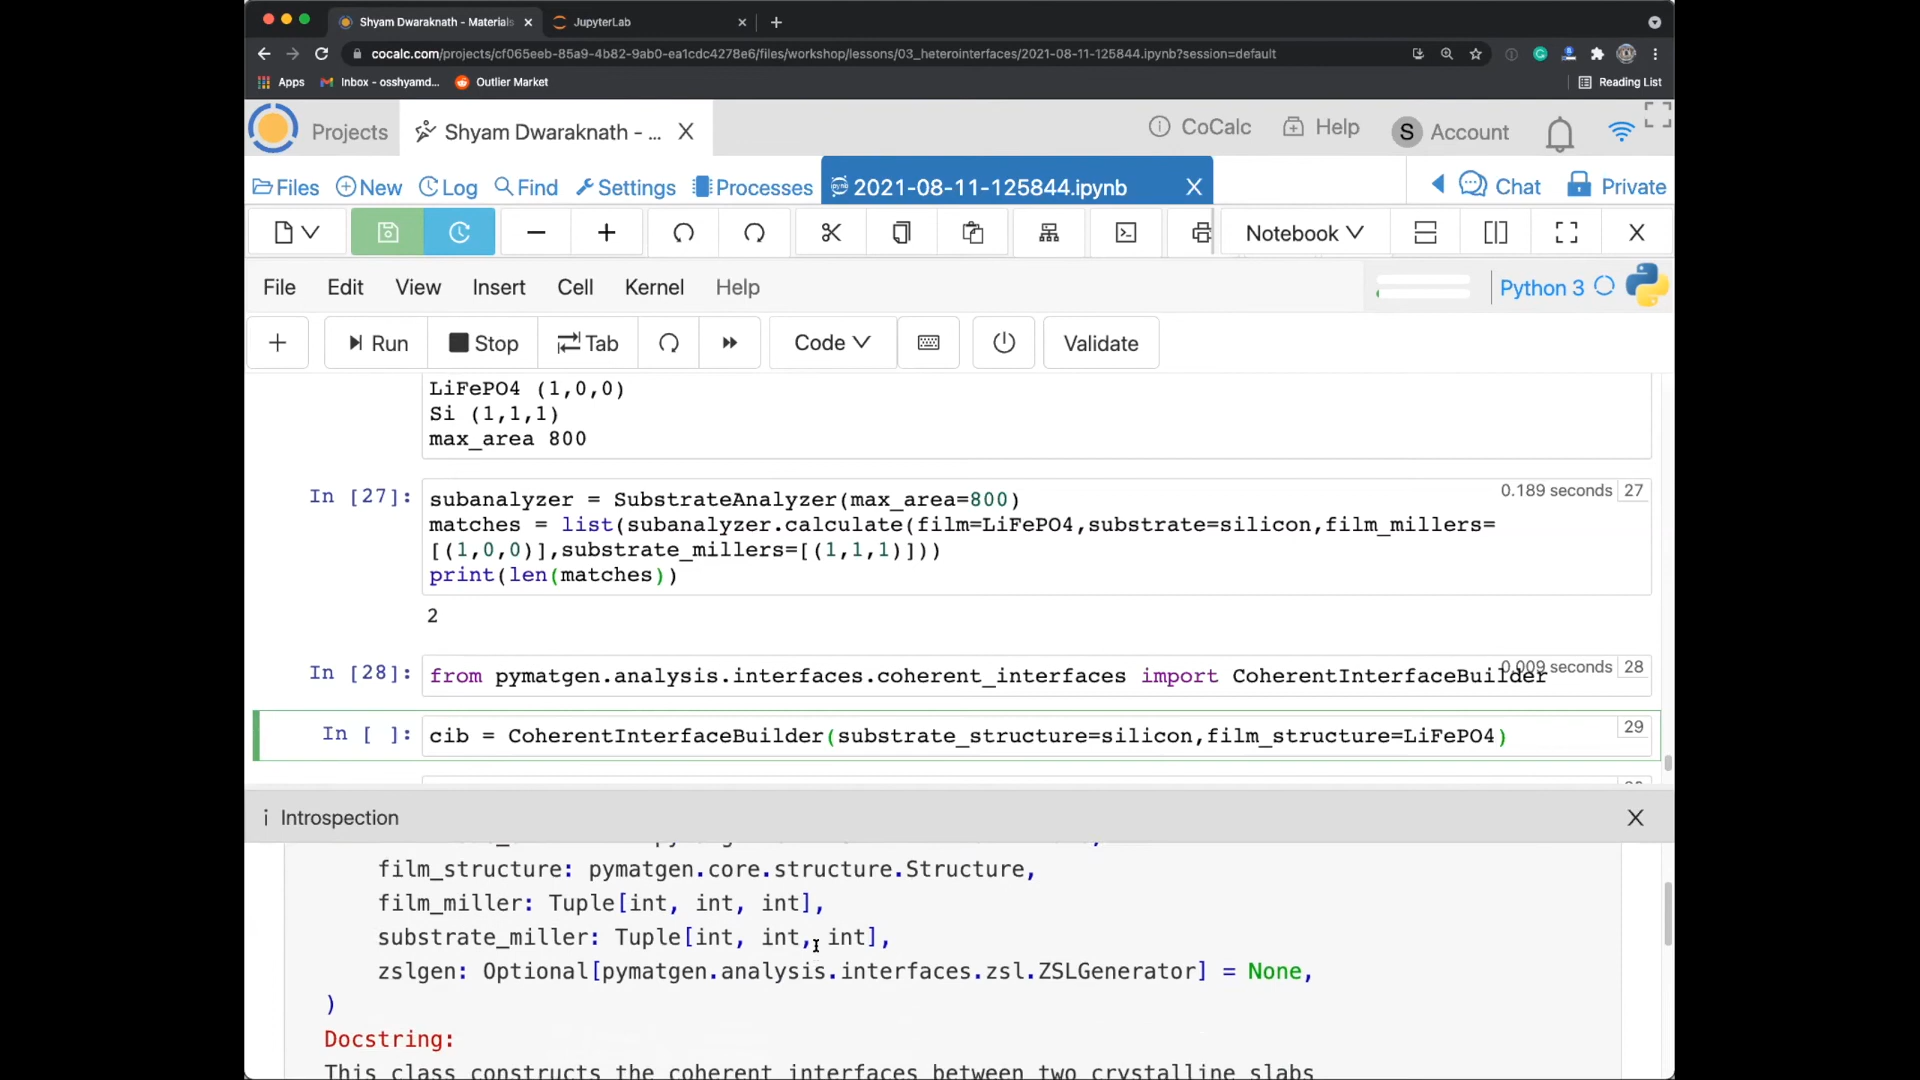 Shyam Dwaraknath - Materials
JupyterLab
cocalc.com/projects/cf065eeb-85a9-4b82-9ab0-ea1cdc4278e6/files/workshop/lessons/03_heterointerfaces/2021-08-11-125844.ipynb?session=default
Apps Inbox - osshyamd... Outlier Market Reading List
Projects Shyam Dwaraknath - ... CoCalc Help S Account
Files New Log Find Settings Processes 2021-08-11-125844.ipynb Chat Private
Notebook
File Edit View Insert Cell Kernel Help Python 3
Run Stop Tab Code Validate
LiFePO4 (1,0,0)
Si (1,1,1)
max_area 800
In [27]: subanalyzer = SubstrateAnalyzer(max_area=800) 0.189 seconds 27
matches = list(subanalyzer.calculate(film=LiFePO4,substrate=silicon,film_millers=
[(1,0,0)],substrate_millers=[(1,1,1)]))
print(len(matches))
2
In [28]: from pymatgen.analysis.interfaces.coherent_interfaces import CoherentInterfaceBuilder 0.009 seconds 28
In [ ]: cib = CoherentInterfaceBuilder(substrate_structure=silicon,film_structure=LiFePO4) 29
i Introspection
film_structure: pymatgen.core.structure.Structure,
film_miller: Tuple[int, int, int],
substrate_miller: Tuple[int, int, int],
zslgen: Optional[pymatgen.analysis.interfaces.zsl.ZSLGenerator] = None,
)
Docstring:
This class constructs the coherent interfaces between two crystalline slabs